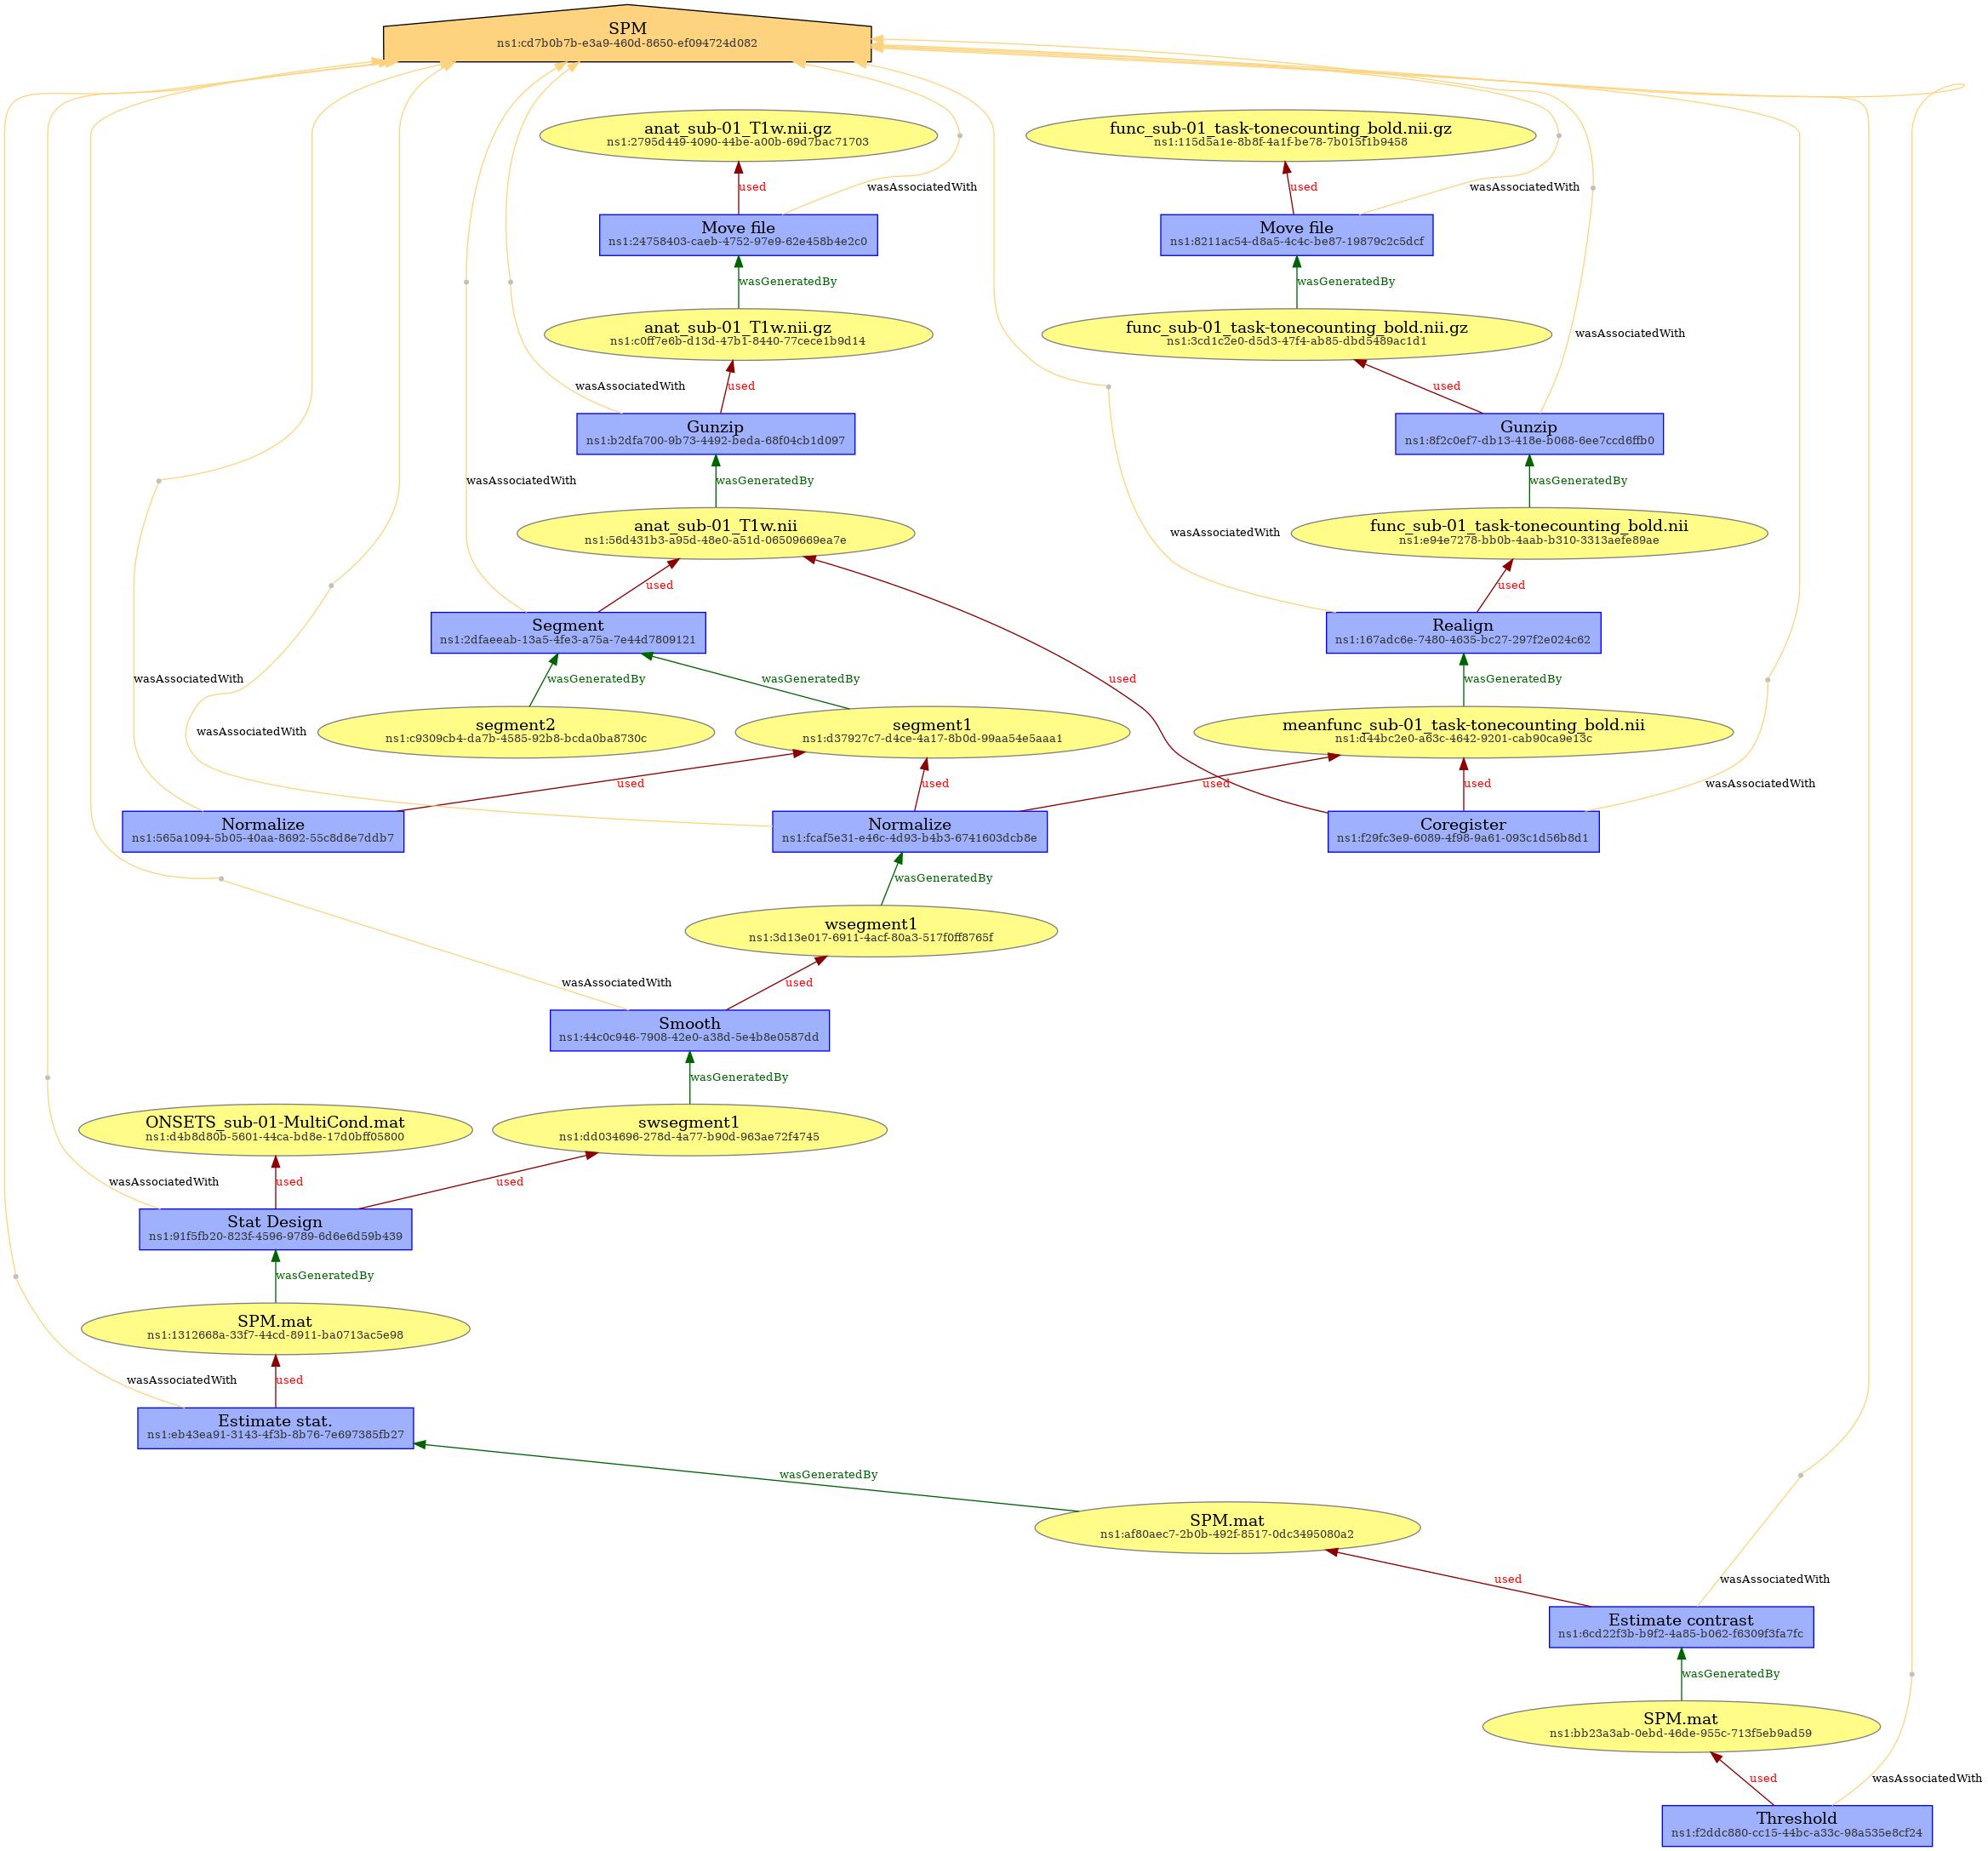 SPM
ns1:cd7b0b7b-e3a9-460d-8650-ef094724d082
anat_sub-01_T1w.nii.gz
ns1:2795d449-4090-44be-a00b-69d7bac71703
func_sub-01_task-tonecounting_bold.nii.gz
ns1:115d5a1e-8b8f-4a1f-be78-7b015f1b9458
used
wasAssociatedWith
used
wasAssociatedWith
Move file
ns1:24758403-caeb-4752-97e9-62e458b4e2c0
Move file
ns1:8211ac54-d8a5-4c4c-be87-19879c2c5dcf
wasGeneratedBy
wasGeneratedBy
anat_sub-01_T1w.nii.gz
ns1:c0ff7e6b-d13d-47b1-8440-77cece1b9d14
func_sub-01_task-tonecounting_bold.nii.gz
ns1:3cd1c2e0-d5d3-47f4-ab85-dbd5489ac1d1
wasAssociatedWith
wasAssociatedWith
used
used
Gunzip
ns1:b2dfa700-9b73-4492-beda-68f04cb1d097
Gunzip
ns1:8f2c0ef7-db13-418e-b068-6ee7ccd6ffb0
wasAssociatedWith
wasGeneratedBy
wasGeneratedBy
anat_sub-01_T1w.nii
ns1:56d431b3-a95d-48e0-a51d-06509669ea7e
func_sub-01_task-tonecounting_bold.nii
ns1:e94e7278-bb0b-4aab-b310-3313aefe89ae
wasAssociatedWith
used
used
Segment
ns1:2dfaeeab-13a5-4fe3-a75a-7e44d7809121
Realign
ns1:167adc6e-7480-4635-bc27-297f2e024c62
wasAssociatedWith
wasGeneratedBy
wasGeneratedBy
used
wasGeneratedBy
wasAssociatedWith
segment2
ns1:c9309cb4-da7b-4585-92b8-bcda0ba8730c
segment1
ns1:d37927c7-d4ce-4a17-8b0d-99aa54e5aaa1
meanfunc_sub-01_task-tonecounting_bold.nii
ns1:d44bc2e0-a63c-4642-9201-cab90ca9e13c
used
used
used
used
wasAssociatedWith
Normalize
ns1:565a1094-5b05-40aa-8692-55c8d8e7ddb7
Normalize
ns1:fcaf5e31-e46c-4d93-b4b3-6741603dcb8e
Coregister
ns1:f29fc3e9-6089-4f98-9a61-093c1d56b8d1
wasGeneratedBy
wsegment1
ns1:3d13e017-6911-4acf-80a3-517f0ff8765f
wasAssociatedWith
used
Smooth
ns1:44c0c946-7908-42e0-a38d-5e4b8e0587dd
wasGeneratedBy
ONSETS_sub-01-MultiCond.mat
ns1:d4b8d80b-5601-44ca-bd8e-17d0bff05800
swsegment1
ns1:dd034696-278d-4a77-b90d-963ae72f4745
wasAssociatedWith
used
used
Stat Design
ns1:91f5fb20-823f-4596-9789-6d6e6d59b439
wasGeneratedBy
SPM.mat
ns1:1312668a-33f7-44cd-8911-ba0713ac5e98
wasAssociatedWith
used
Estimate stat.
ns1:eb43ea91-3143-4f3b-8b76-7e697385fb27
wasGeneratedBy
SPM.mat
ns1:af80aec7-2b0b-492f-8517-0dc3495080a2
used
wasAssociatedWith
Estimate contrast
ns1:6cd22f3b-b9f2-4a85-b062-f6309f3fa7fc
wasGeneratedBy
SPM.mat
ns1:bb23a3ab-0ebd-46de-955c-713f5eb9ad59
used
wasAssociatedWith
Threshold
ns1:f2ddc880-cc15-44bc-a33c-98a535e8cf24